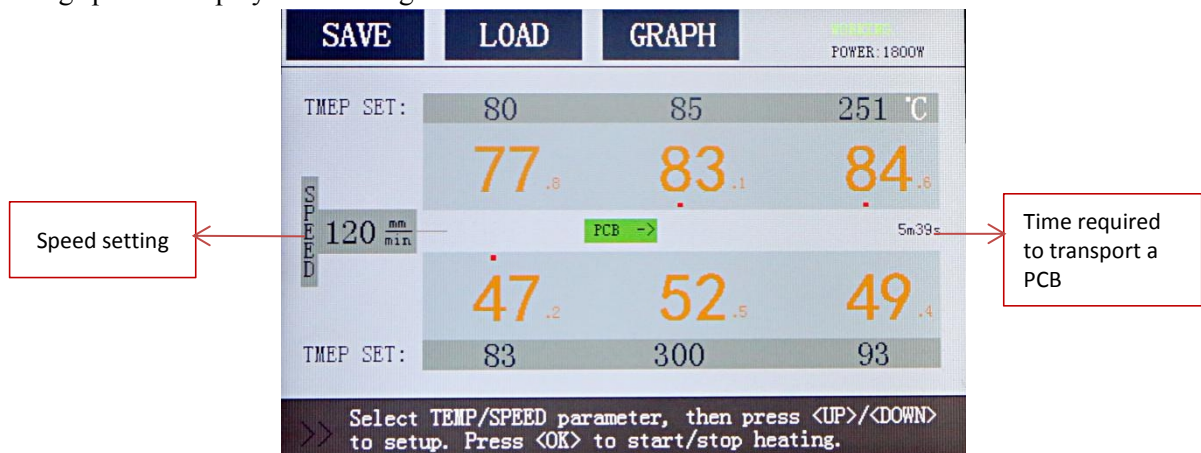 SAVE LOAD GRAPH
POWER:1800W
TMEP SET: 80 85 251 °C
77.8 83.1 84.6
SPEED
120 mm/min
PCB -> 5m39s
Speed setting
Time required
to transport a
PCB
47.2 52.5 49.4
TMEP SET: 83 300 93
>> Select TEMP/SPEED parameter, then press <UP>/<DOWN>
to setup. Press <OK> to start/stop heating.